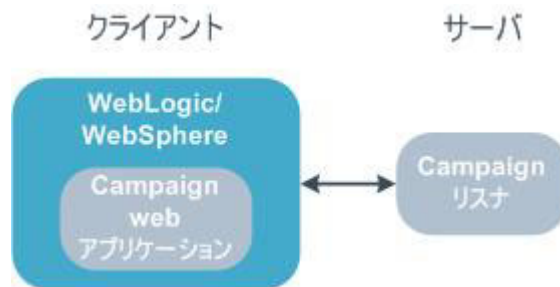 クライアント
サーバ
WebLogic/
WebSphere
Campaign
web
アプリケーション
Campaign
リスナ